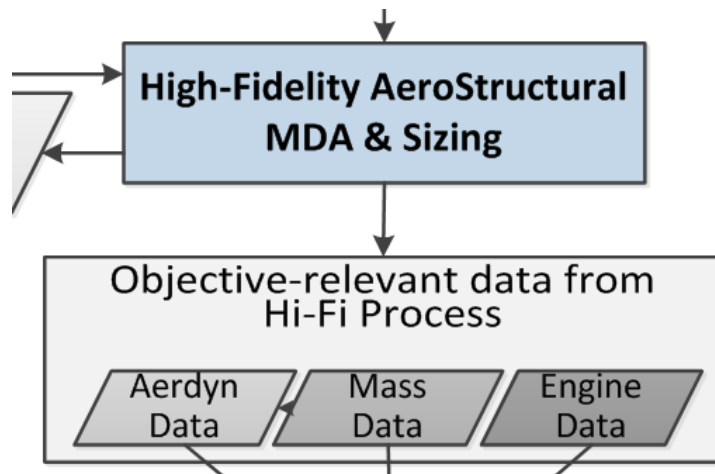 High-Fidelity AeroStructural
MDA & Sizing
Objective-relevant data from
Hi-Fi Process
Aerdyn
Data
Mass
Data
Engine
Data